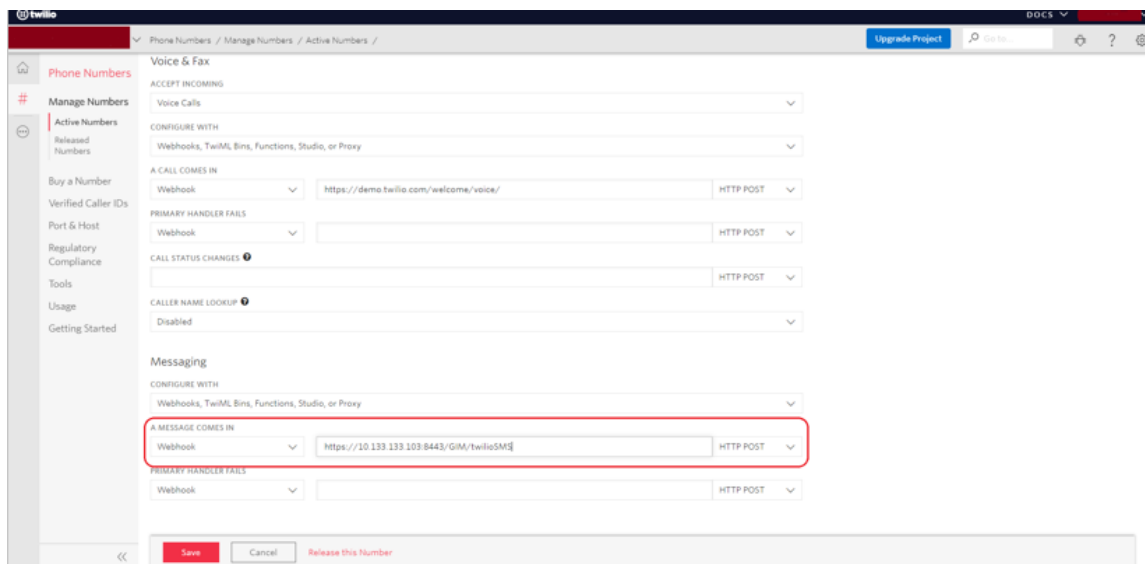 twilio
DOCS
Phone Numbers / Manage Numbers / Active Numbers /
Upgrade Project
Go to...
Phone Numbers
Manage Numbers
Active Numbers
Released
Numbers
Buy a Number
Verified Caller IDs
Port & Host
Regulatory
Compliance
Tools
Usage
Getting Started
Voice & Fax
ACCEPT INCOMING
Voice Calls
CONFIGURE WITH
Webhooks, TwiML Bins, Functions, Studio, or Proxy
A CALL COMES IN
Webhook https://demo.twilio.com/welcome/voice/ HTTP POST
PRIMARY HANDLER FAILS
Webhook HTTP POST
CALL STATUS CHANGES ?
HTTP POST
CALLER NAME LOOKUP ?
Disabled
Messaging
CONFIGURE WITH
Webhooks, TwiML Bins, Functions, Studio, or Proxy
A MESSAGE COMES IN
Webhook https://10.133.133.103:8443/GIM/twilioSMS HTTP POST
PRIMARY HANDLER FAILS
Webhook HTTP POST
Save Cancel Release this Number